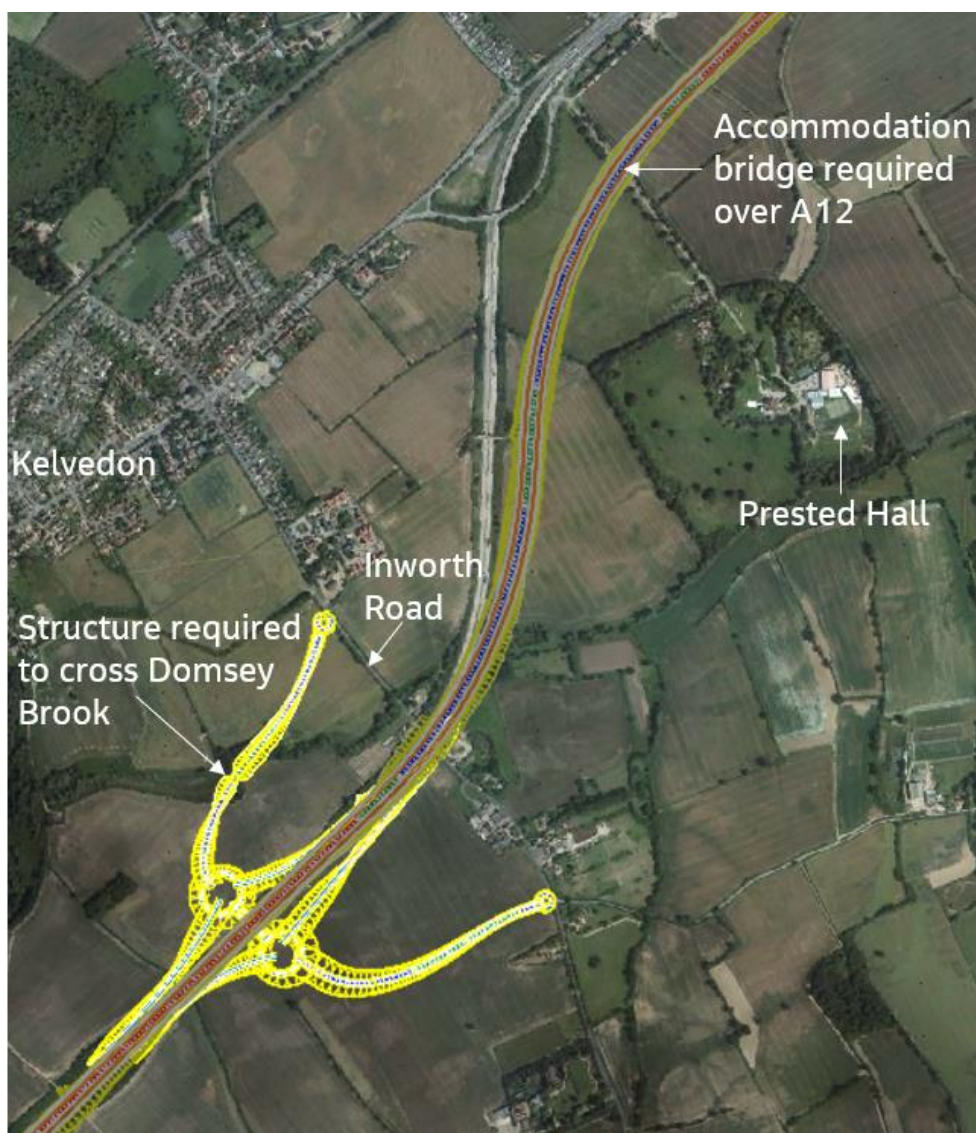 Accommodation
bridge required
over A12
Kelvedon
Prested Hall
Inworth
Road
Structure required
to cross Domsey
Brook